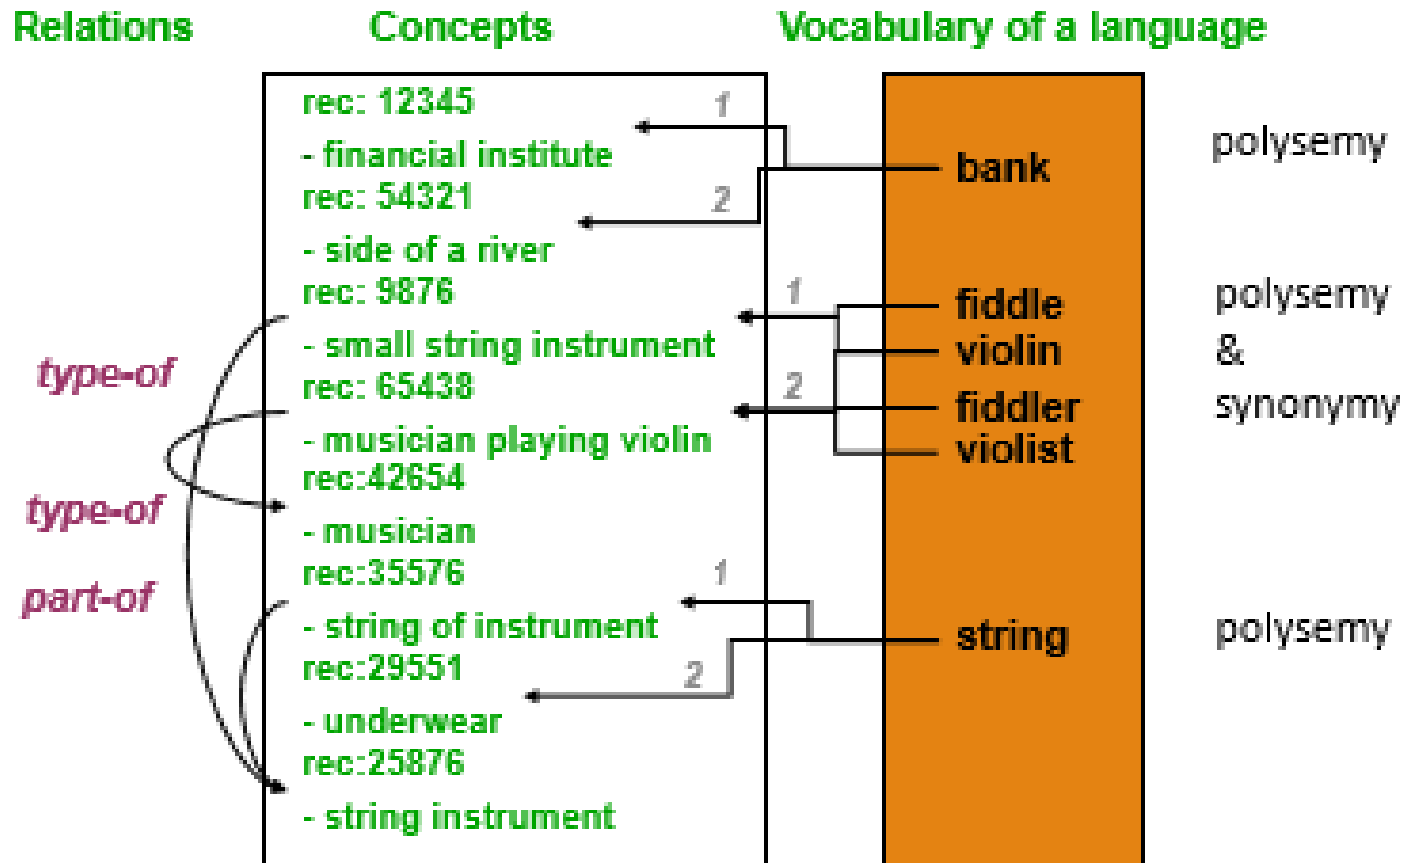 Relations Concepts Vocabulary of a language
rec: 12345
- financial institute
rec: 54321
- side of a river
rec: 9876
- small string instrument
rec: 65438
- musician playing violin
rec:42654
- musician
rec:35576
- string of instrument
rec:29551
- underwear
rec:25876
- string instrument
type-of
type-of
part-of
1
2
1
2
1
2
bank
fiddle
violin
fiddler
violist
string
polysemy
polysemy
&
synonymy
polysemy